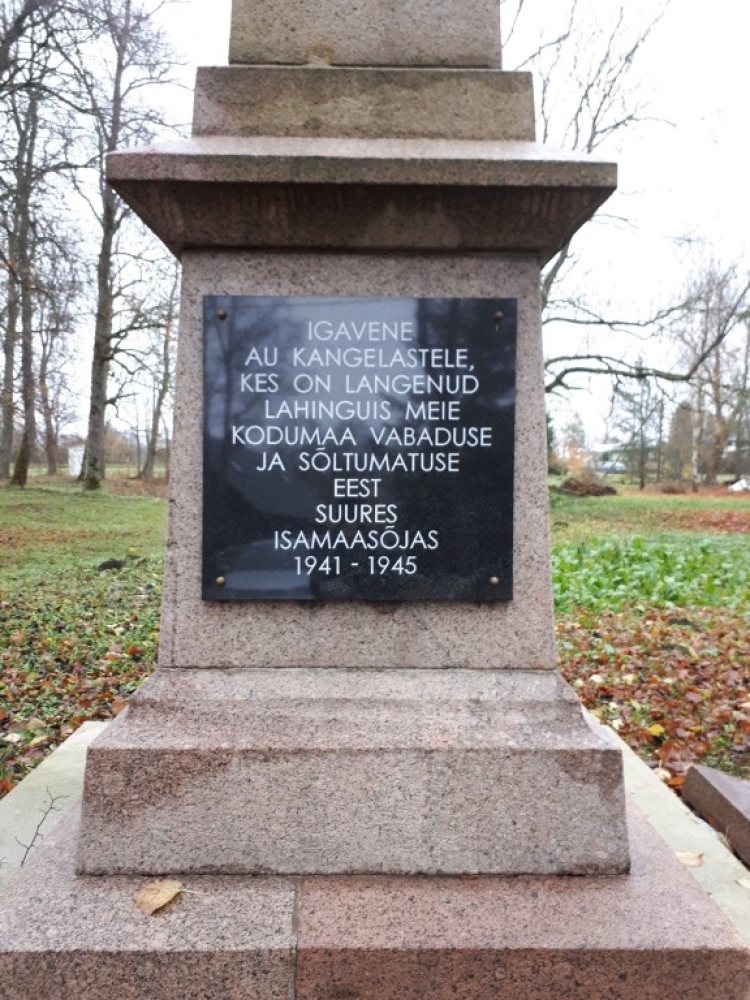 IGAVENE
AU KANGELASTELE,
KES ON LANGENUD
LAHINGUIS MEIE
KODUMAA VABADUSE
JA SÕLTUMATUSE
EEST
SUURES
ISAMAASÕJAS
1941 - 1945